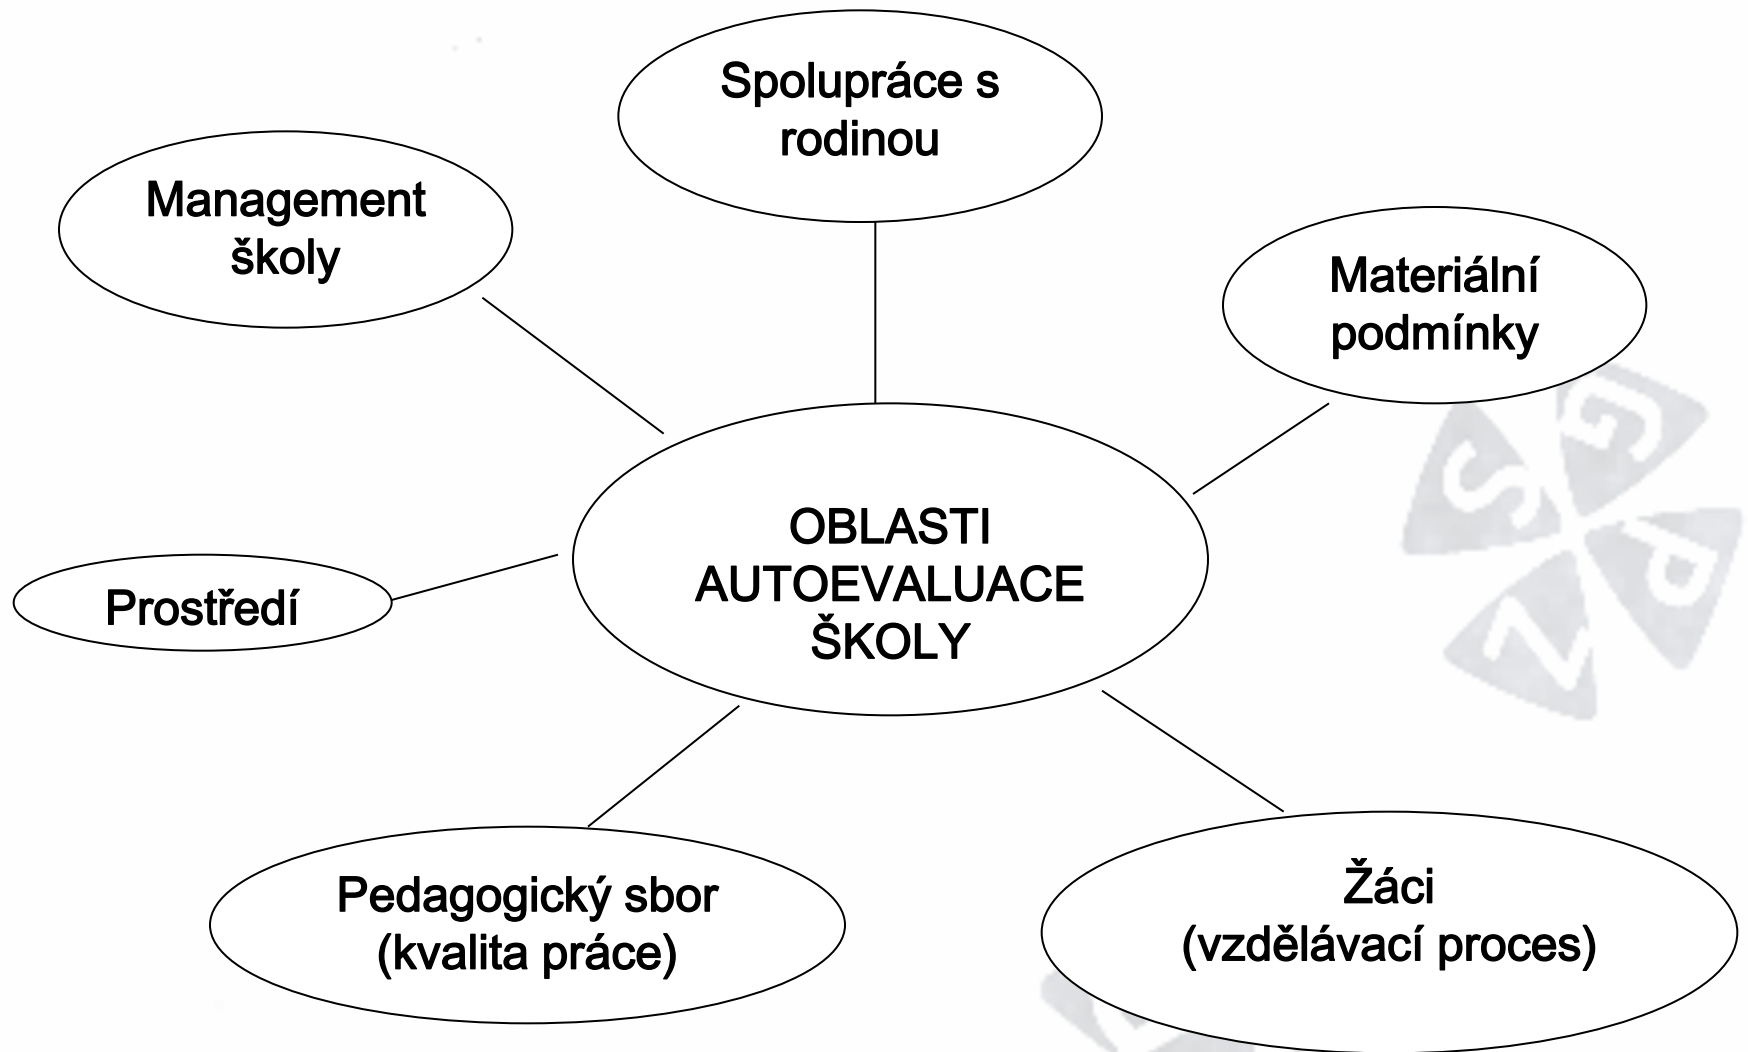 Spolupráce s
rodinou
Management
školy
Materiální
podmínky
OBLASTI
AUTOEVALUACE
ŠKOLY
Prostředí
Pedagogický sbor
(kvalita práce)
Žáci
(vzdělávací proces)
S
G
P
Z